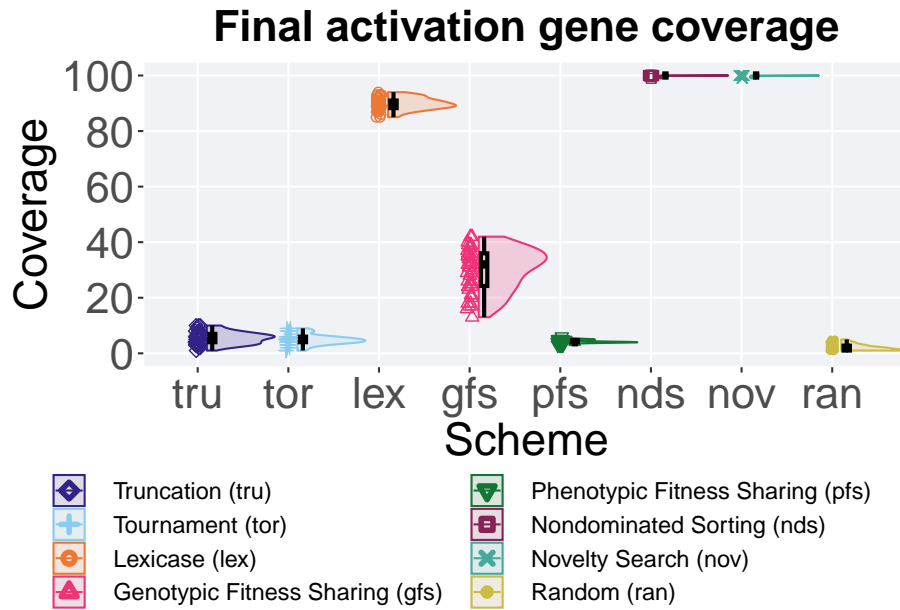 Final activation gene coverage
Coverage
100
80
60
40
20
0
tru tor lex gfs pfs nds nov ran
Scheme
Truncation (tru)
Tournament (tor)
Lexicase (lex)
Genotypic Fitness Sharing (gfs)
Phenotypic Fitness Sharing (pfs)
Nondominated Sorting (nds)
Novelty Search (nov)
Random (ran)